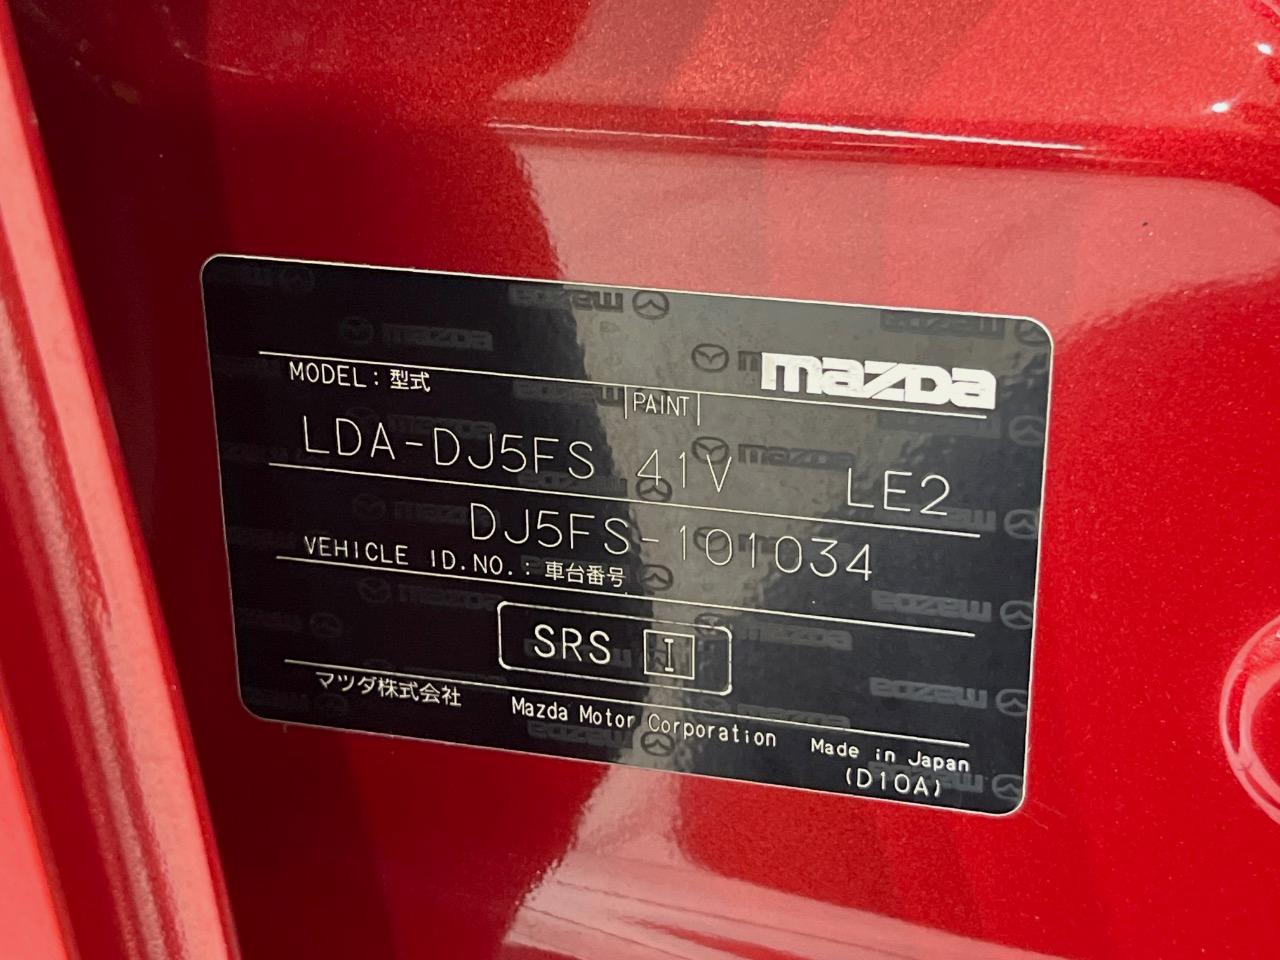 mazda
MODEL : 型式
PAINT
LDA-DJ5FS 41V LE2
DJ5FS-101034
VEHICLE ID.NO. : 車台番号
SRS I
マツダ株式会社 Mazda Motor Corporation Made in Japan
(D10A)